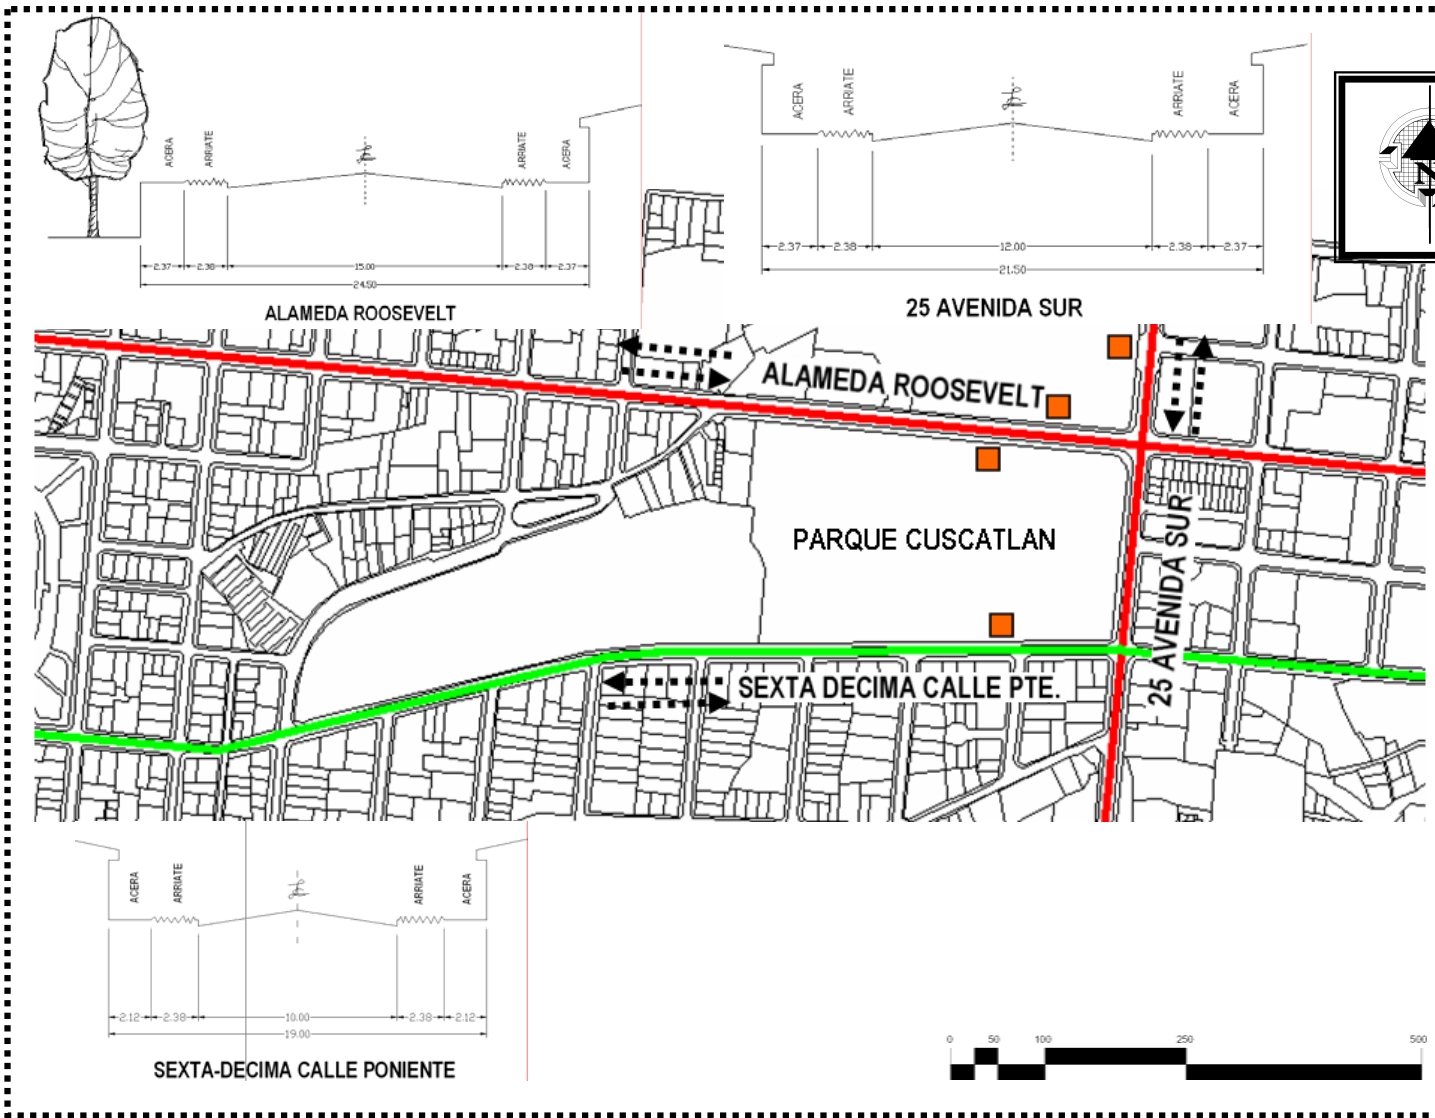 ACERA
ARRIATE
ARRIATE
ACERA
2.37
2.38
15.00
2.38
2.37
24.50
ALAMEDA ROOSEVELT
ACERA
ARRIATE
ARRIATE
ACERA
2.37
2.38
12.00
2.38
2.37
21.50
25 AVENIDA SUR
N
ALAMEDA ROOSEVELT
PARQUE CUSCATLAN
25 AVENIDA SUR
SEXTA DECIMA CALLE PTE.
ACERA
ARRIATE
ARRIATE
ACERA
2.12
2.38
10.00
2.38
2.12
19.00
SEXTA-DECIMA CALLE PONIENTE
0 50 100 250 500